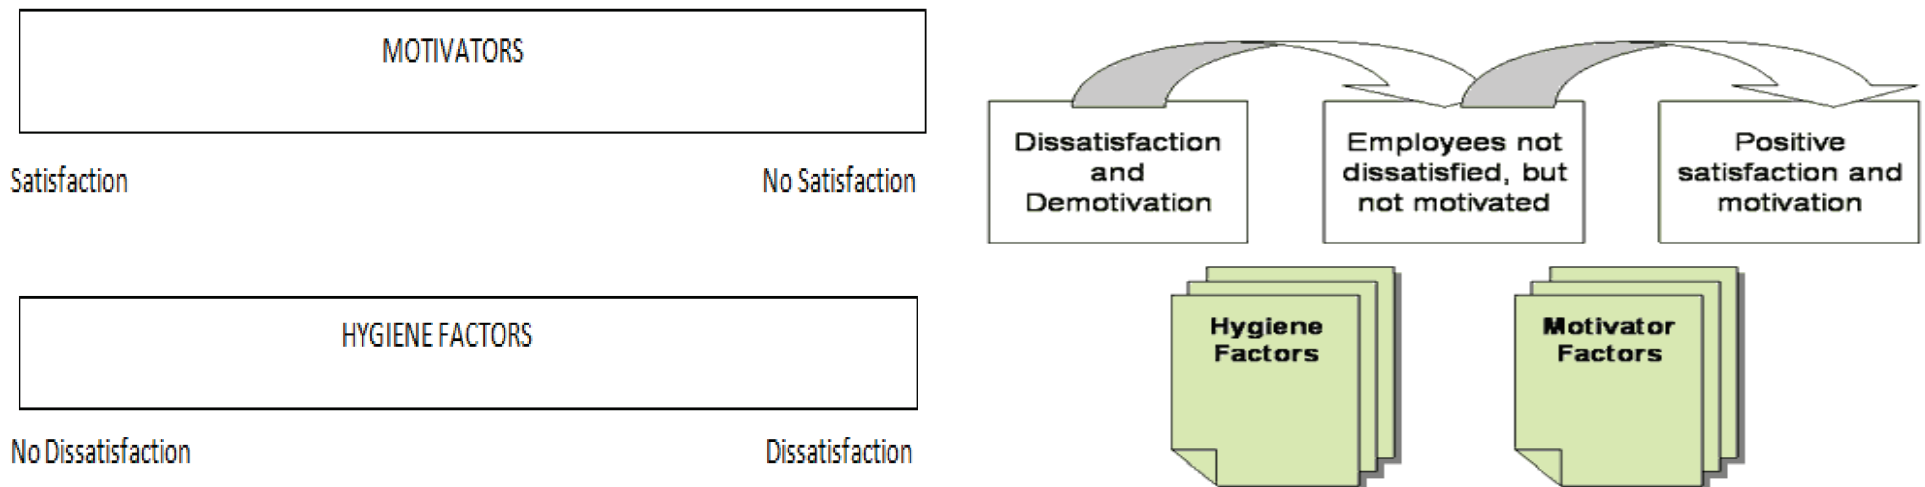 MOTIVATORS
Satisfaction
No Satisfaction
HYGIENE FACTORS
No Dissatisfaction
Dissatisfaction
Dissatisfaction
and
Demotivation
Employees not
dissatisfied, but
not motivated
Positive
satisfaction and
motivation
Hygiene
Factors
Motivator
Factors